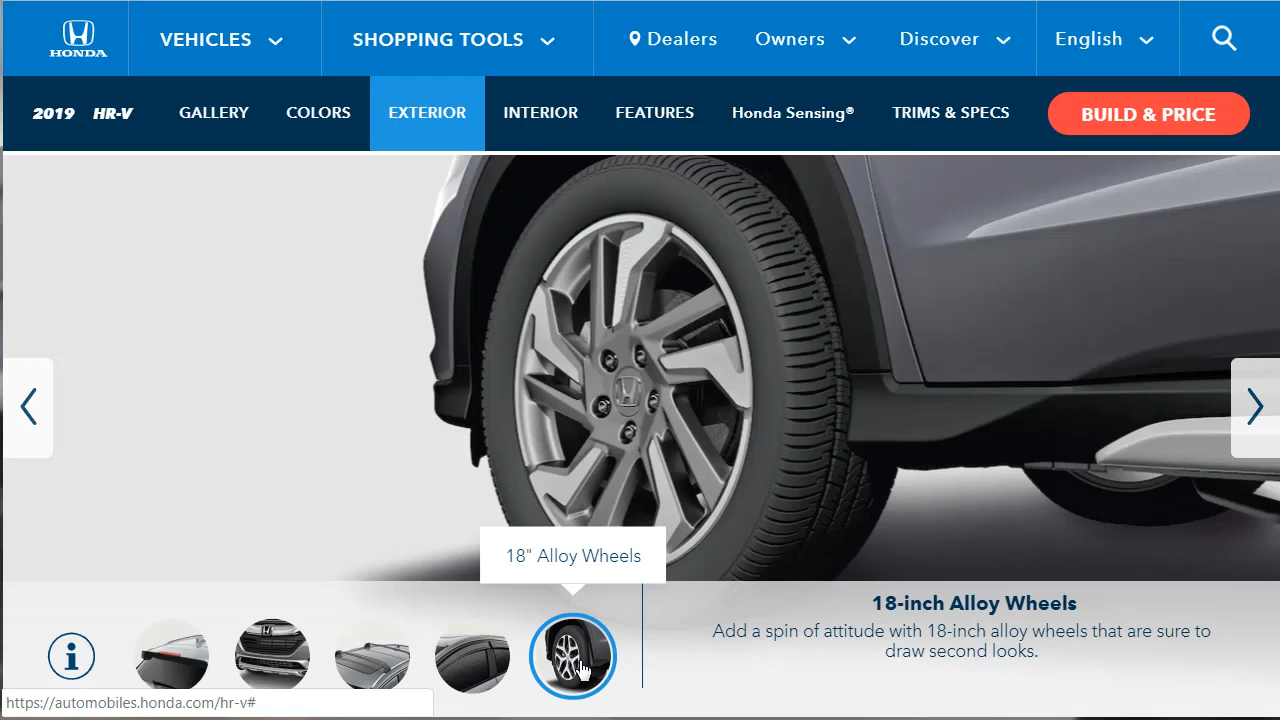 HONDA
VEHICLES
SHOPPING TOOLS
Dealers
Owners
Discover
English
2019 HR-V
GALLERY
COLORS
EXTERIOR
INTERIOR
FEATURES
Honda Sensing®
TRIMS & SPECS
BUILD & PRICE
18" Alloy Wheels
18-inch Alloy Wheels
Add a spin of attitude with 18-inch alloy wheels that are sure to
draw second looks.
https://automobiles.honda.com/hr-v#